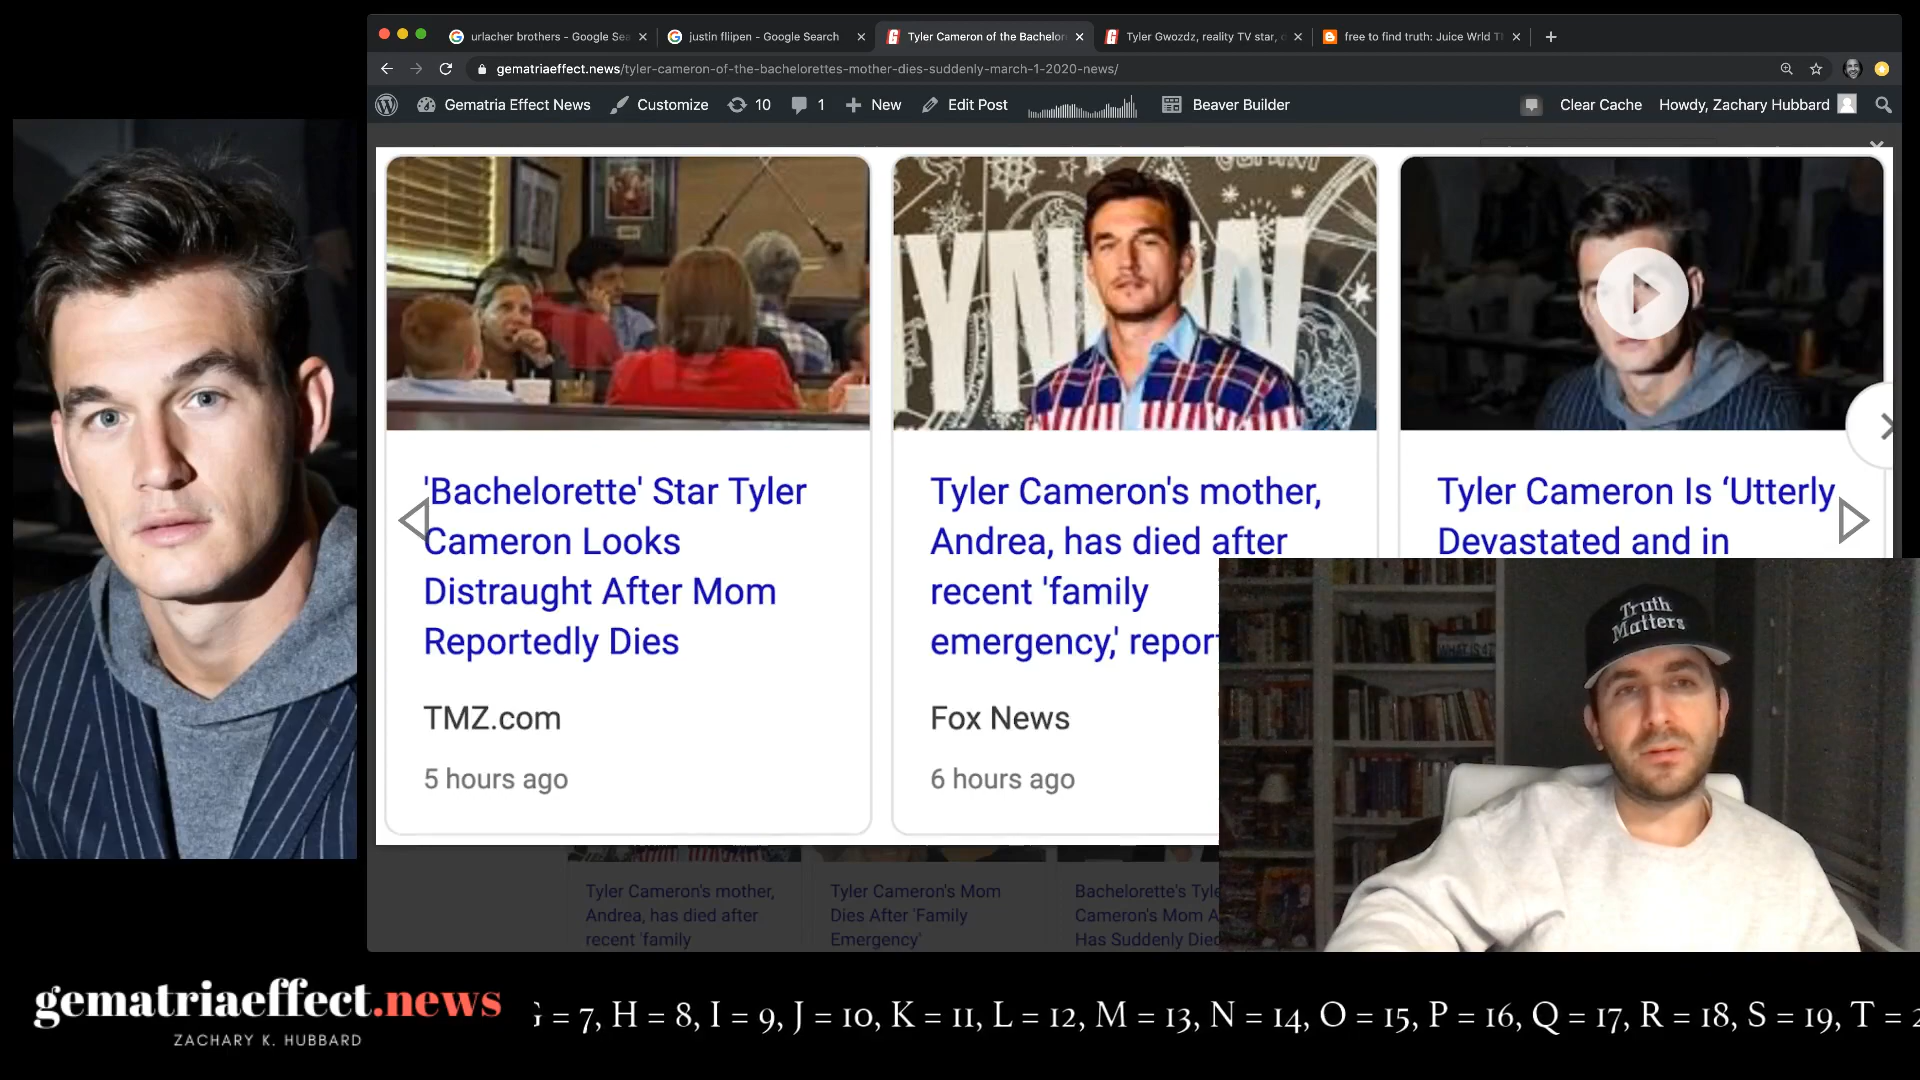 urlacher brothers - Google Sea
justin fliipen - Google Search
Tyler Cameron of the Bachelor
Tyler Gwozdz, reality TV star,
free to find truth: Juice Wrld T
gematriaeffect.news/tyler-cameron-of-the-bachelorettes-mother-dies-suddenly-march-1-2020-news/
Gematria Effect News
Customize
10
1
New
Edit Post
Beaver Builder
Clear Cache
Howdy, Zachary Hubbard
'Bachelorette' Star Tyler
Cameron Looks
Distraught After Mom
Reportedly Dies
TMZ.com
5 hours ago
Tyler Cameron's mother,
Andrea, has died after
recent 'family
emergency,' report
Fox News
6 hours ago
Tyler Cameron Is ‘Utterly
Devastated and in
Truth
Matters
WHAT IS 47
Tyler Cameron's mother,
Andrea, has died after
recent 'family
Tyler Cameron's Mom
Dies After 'Family
Emergency'
Bachelorette's Tyle
Cameron's Mom A
Has Suddenly Died
gematriaeffect.news
ZACHARY K. HUBBARD
G = 7, H = 8, I = 9, J = 10, K = 11, L = 12, M = 13, N = 14, O = 15, P = 16, Q = 17, R = 18, S = 19, T = 2